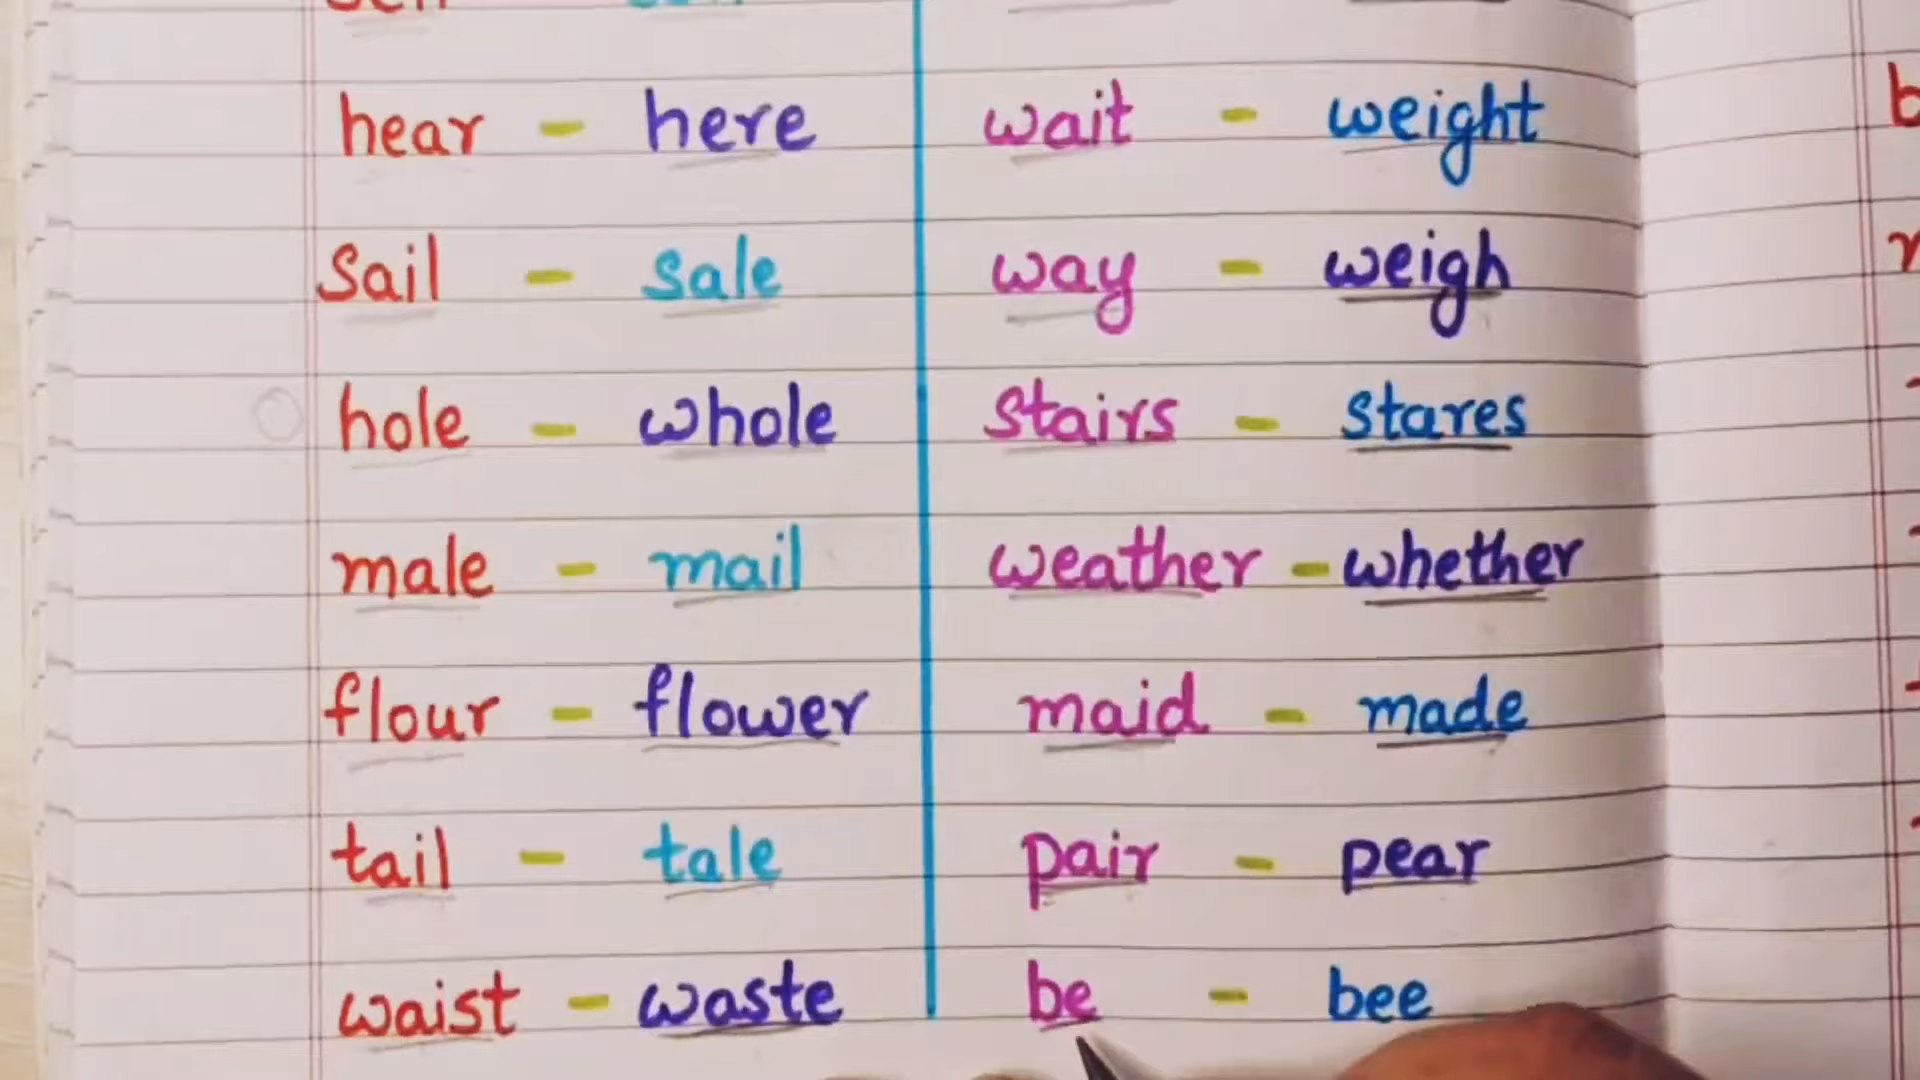 hear - here
sail - sale
hole - whole
male - mail
flour - flower
tail - tale
waist - waste
wait - weight
way - weigh
stairs - stares
weather - whether
maid - made
pair - pear
be - bee